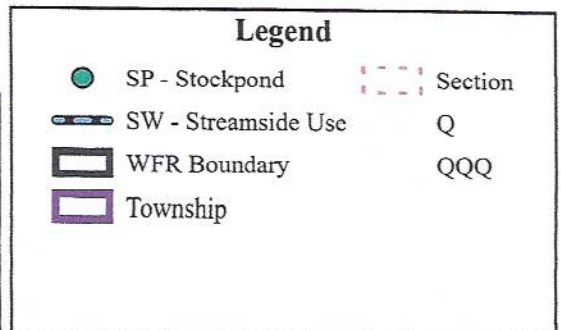 Legend
SP - Stockpond
Section
SW - Streamside Use
Q
WFR Boundary
QQQ
Township